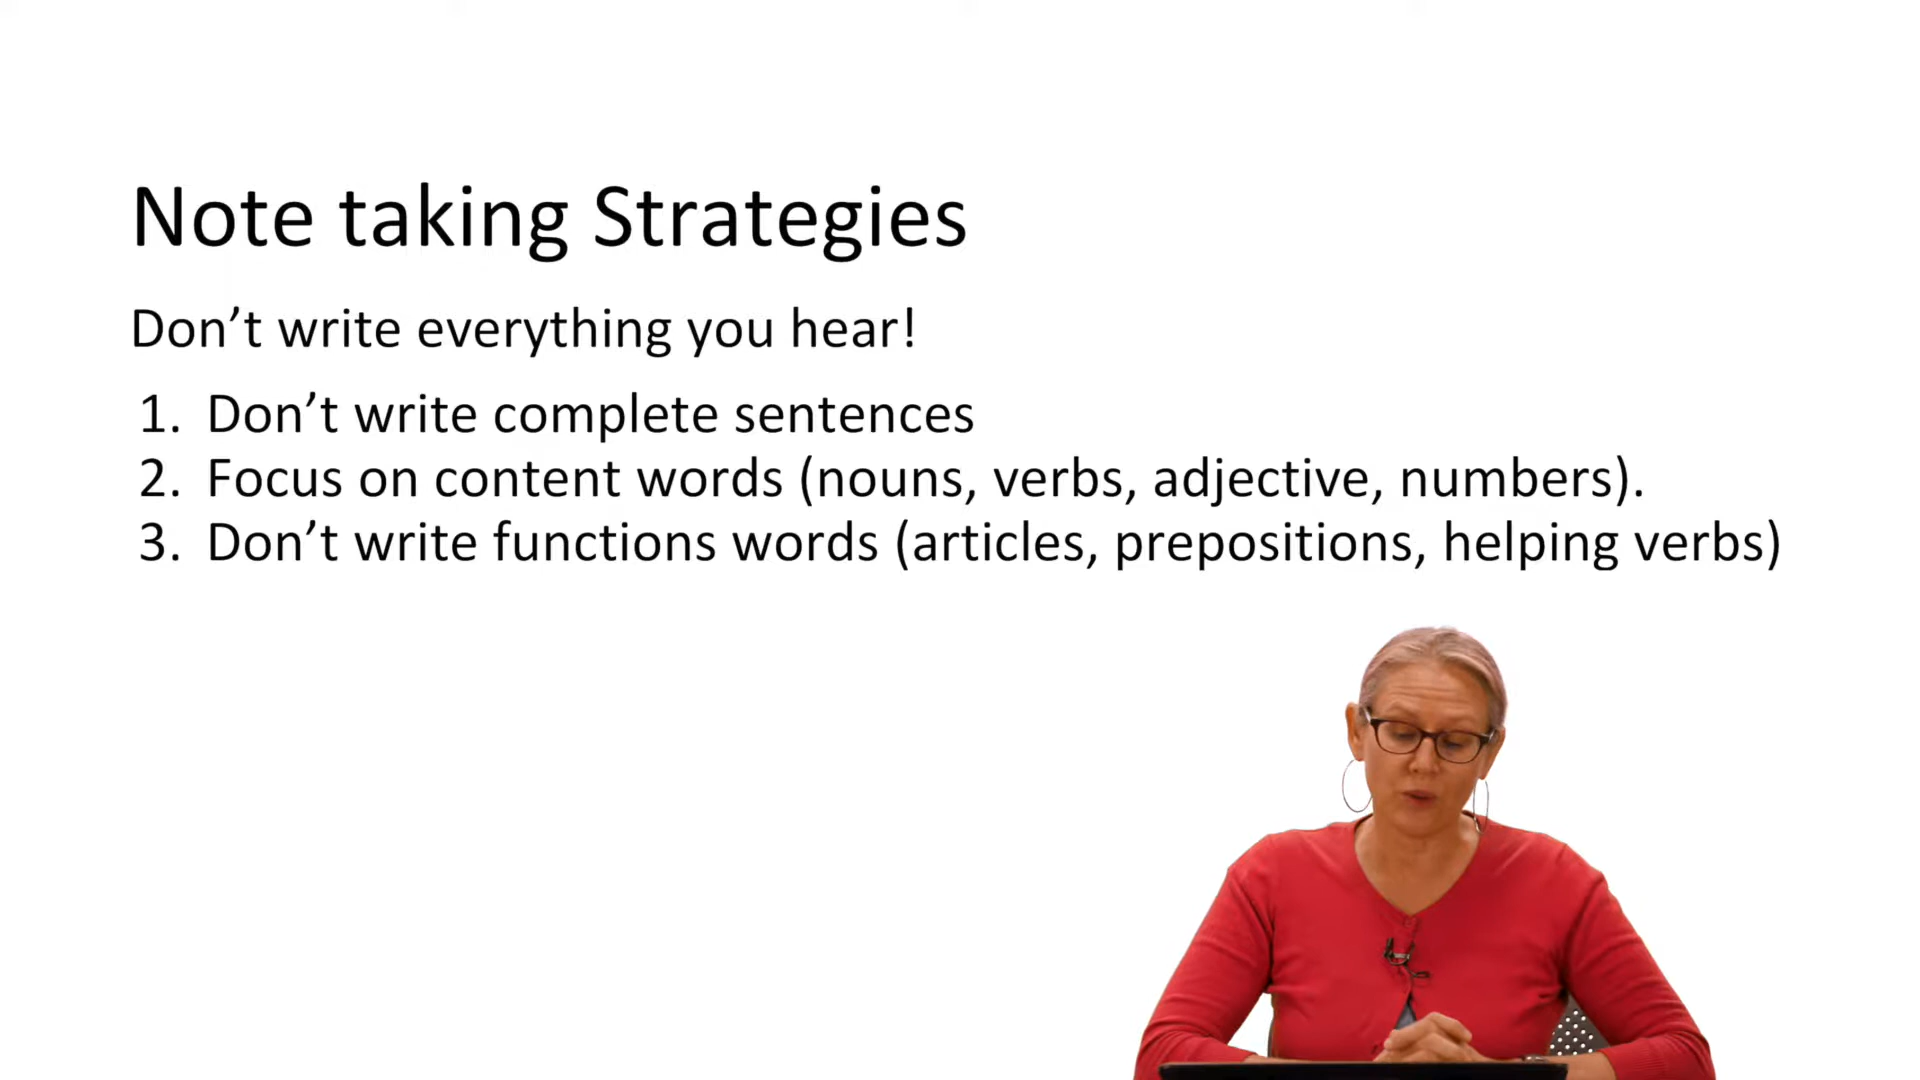 Note taking Strategies
Don’t write everything you hear!
1. Don’t write complete sentences
2. Focus on content words (nouns, verbs, adjective, numbers).
3. Don’t write functions words (articles, prepositions, helping verbs)